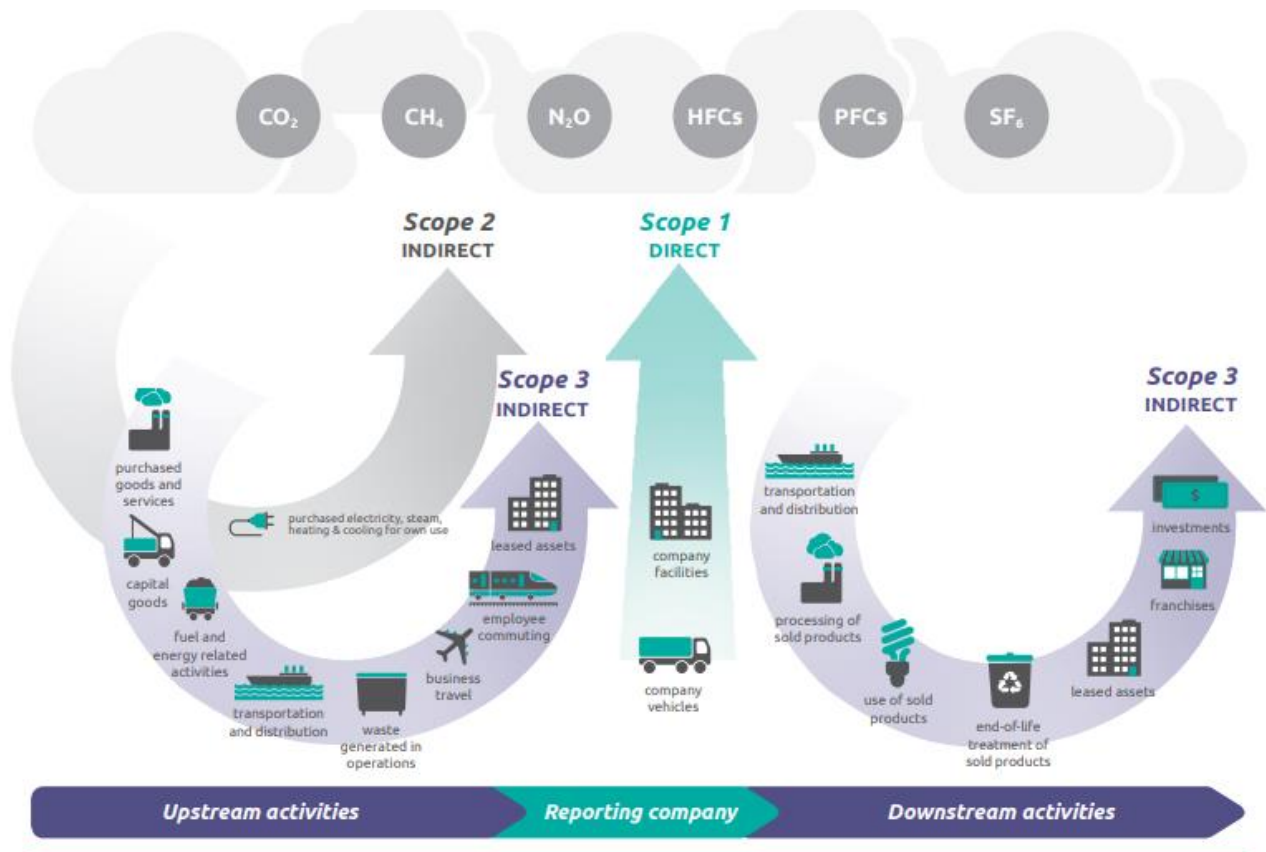 CO₂
CH₄
N₂O
HFCs
PFCs
SF₆
Scope 2
INDIRECT
Scope 1
DIRECT
Scope 3
INDIRECT
Scope 3
INDIRECT
purchased
goods and
services
capital
goods
fuel and
energy related
activities
transportation
and distribution
waste
generated in
operations
business
travel
employee
commuting
leased assets
purchased electricity, steam,
heating & cooling for own use
company
facilities
company
vehicles
transportation
and distribution
processing of
sold products
use of sold
products
end-of-life
treatment of
sold products
leased assets
franchises
$
investments
Upstream activities
Reporting company
Downstream activities